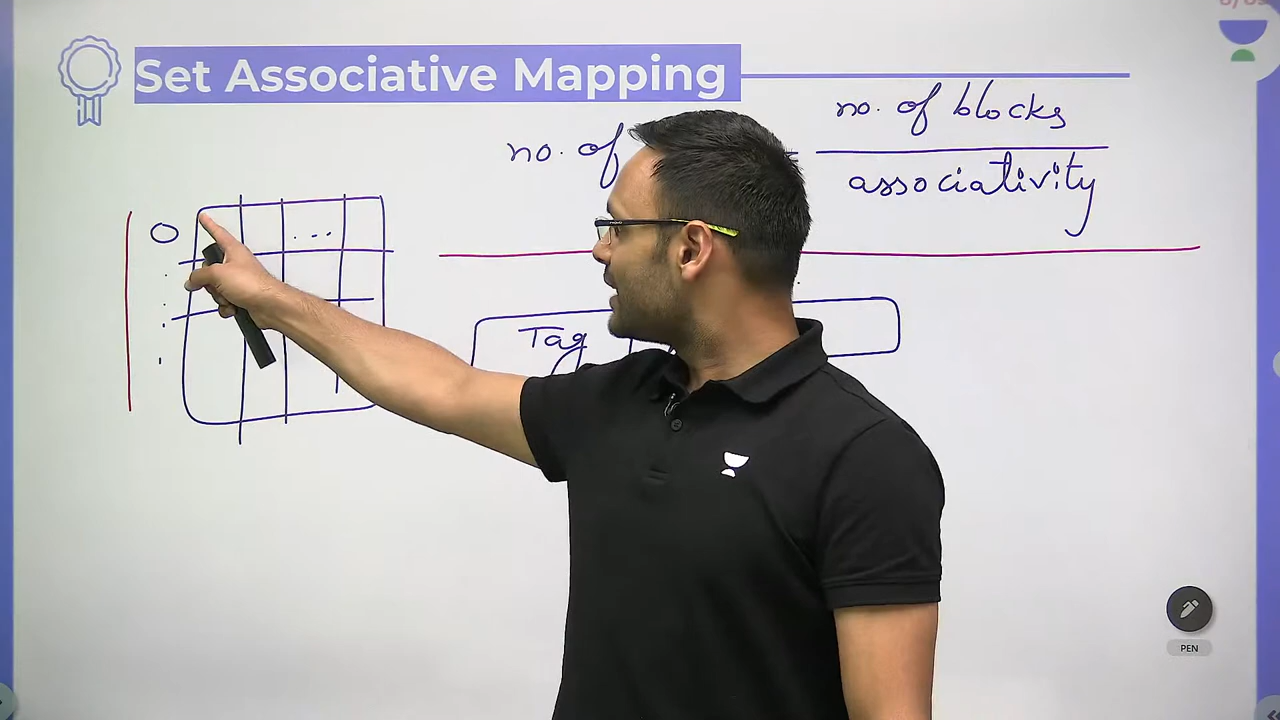 Set Associative Mapping
no. of
no. of blocks
associativity
0
...
Tag
PEN